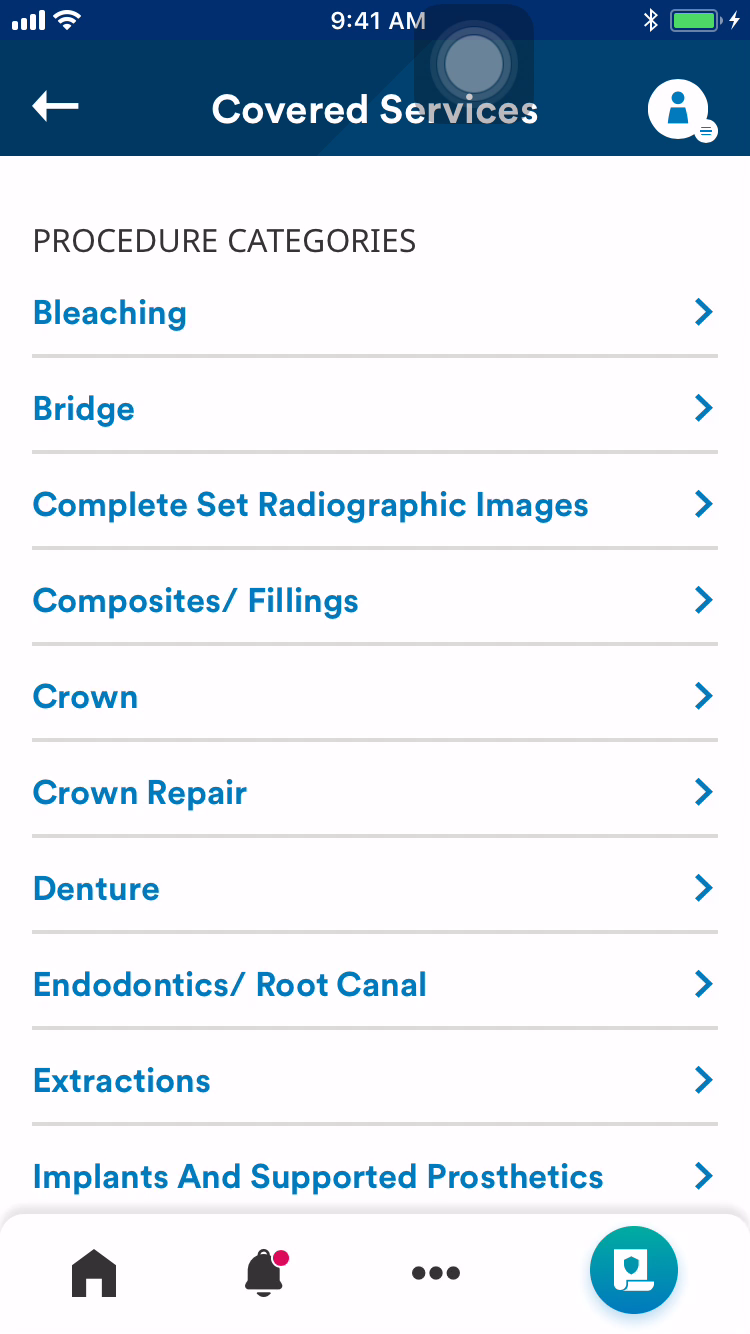 9:41 AM
Covered Services
PROCEDURE CATEGORIES
Bleaching
Bridge
Complete Set Radiographic Images
Composites/ Fillings
Crown
Crown Repair
Denture
Endodontics/ Root Canal
Extractions
Implants And Supported Prosthetics